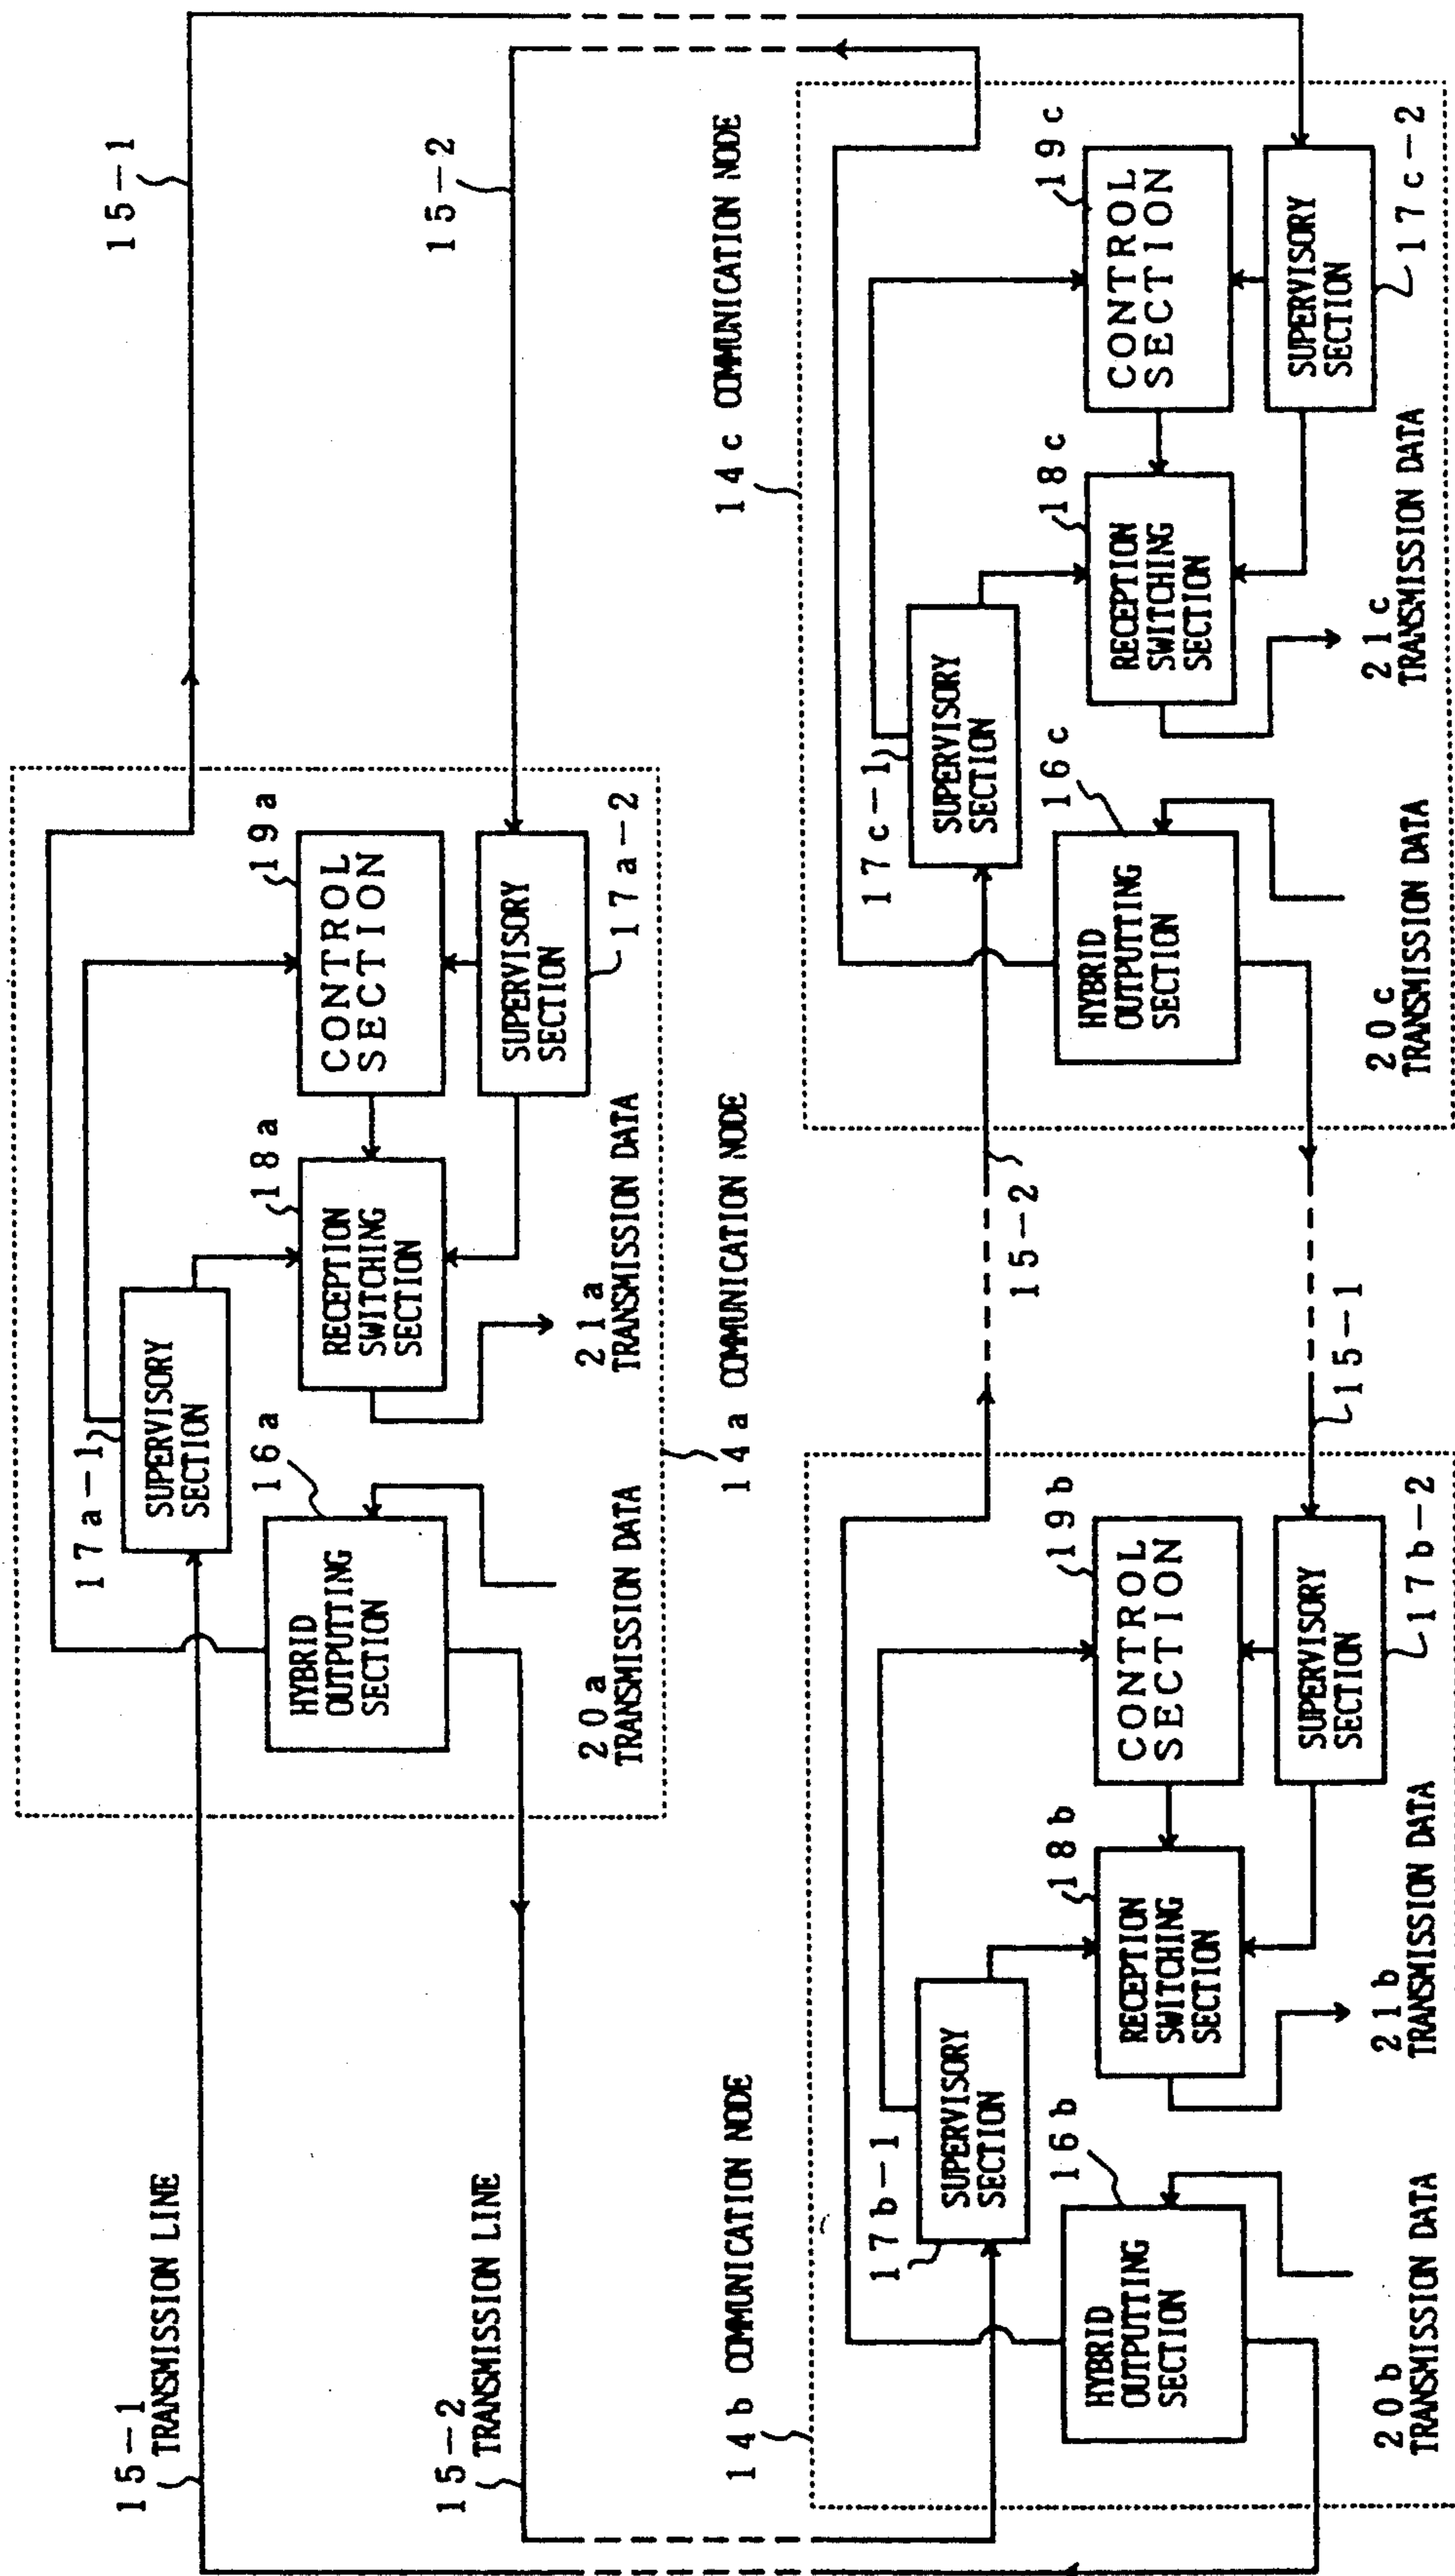 15-1
TRANSMISSION LINE
15-2
TRANSMISSION LINE
15-1
15-2
17a-1
SUPERVISORY
SECTION
16a
HYBRID
OUTPUTING
SECTION
18a
RECEPTION
SWITCHING
SECTION
19a
CONTROL
SECTION
SUPERVISORY
SECTION
17a-2
20a
TRANSMISSION DATA
21a
TRANSMISSION DATA
14a COMMUNICATION NODE
14b COMMUNICATION NODE
17b-1
SUPERVISORY
SECTION
16b
HYBRID
OUTPUTING
SECTION
18b
RECEPTION
SWITCHING
SECTION
19b
CONTROL
SECTION
SUPERVISORY
SECTION
17b-2
20b
TRANSMISSION DATA
21b
TRANSMISSION DATA
15-2
15-1
14c COMMUNICATION NODE
17c-1
SUPERVISORY
SECTION
16c
HYBRID
OUTPUTING
SECTION
18c
RECEPTION
SWITCHING
SECTION
19c
CONTROL
SECTION
SUPERVISORY
SECTION
17c-2
20c
TRANSMISSION DATA
21c
TRANSMISSION DATA